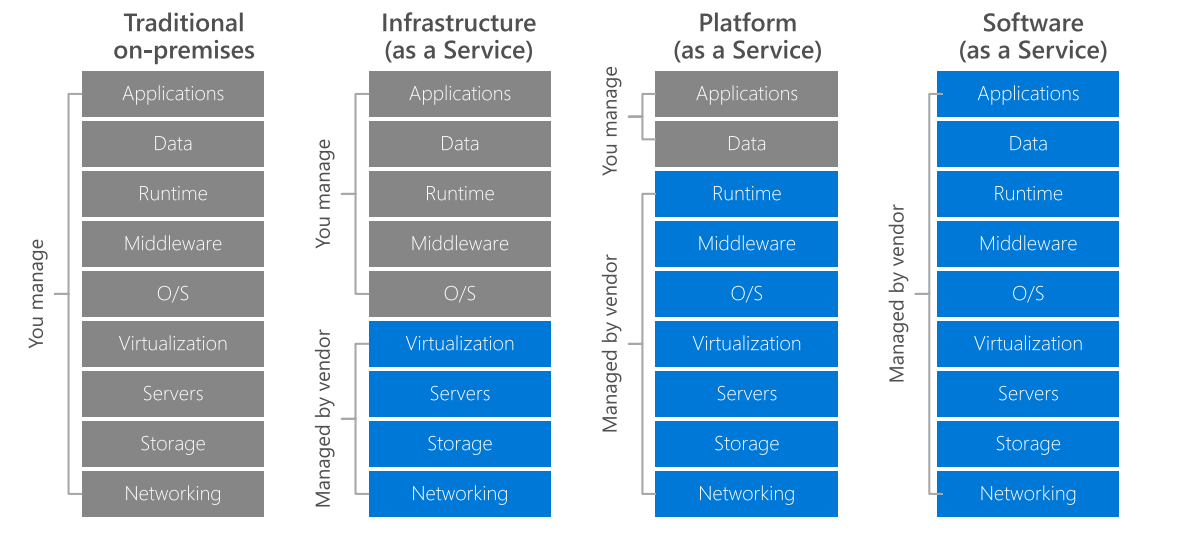 Traditional
on-premises
You manage
Applications
Data
Runtime
Middleware
O/S
Virtualization
Servers
Storage
Networking
Infrastructure
(as a Service)
You manage
Managed by vendor
Applications
Data
Runtime
Middleware
O/S
Virtualization
Servers
Storage
Networking
Platform
(as a Service)
You manage
Managed by vendor
Applications
Data
Runtime
Middleware
O/S
Virtualization
Servers
Storage
Networking
Software
(as a Service)
Managed by vendor
Applications
Data
Runtime
Middleware
O/S
Virtualization
Servers
Storage
Networking